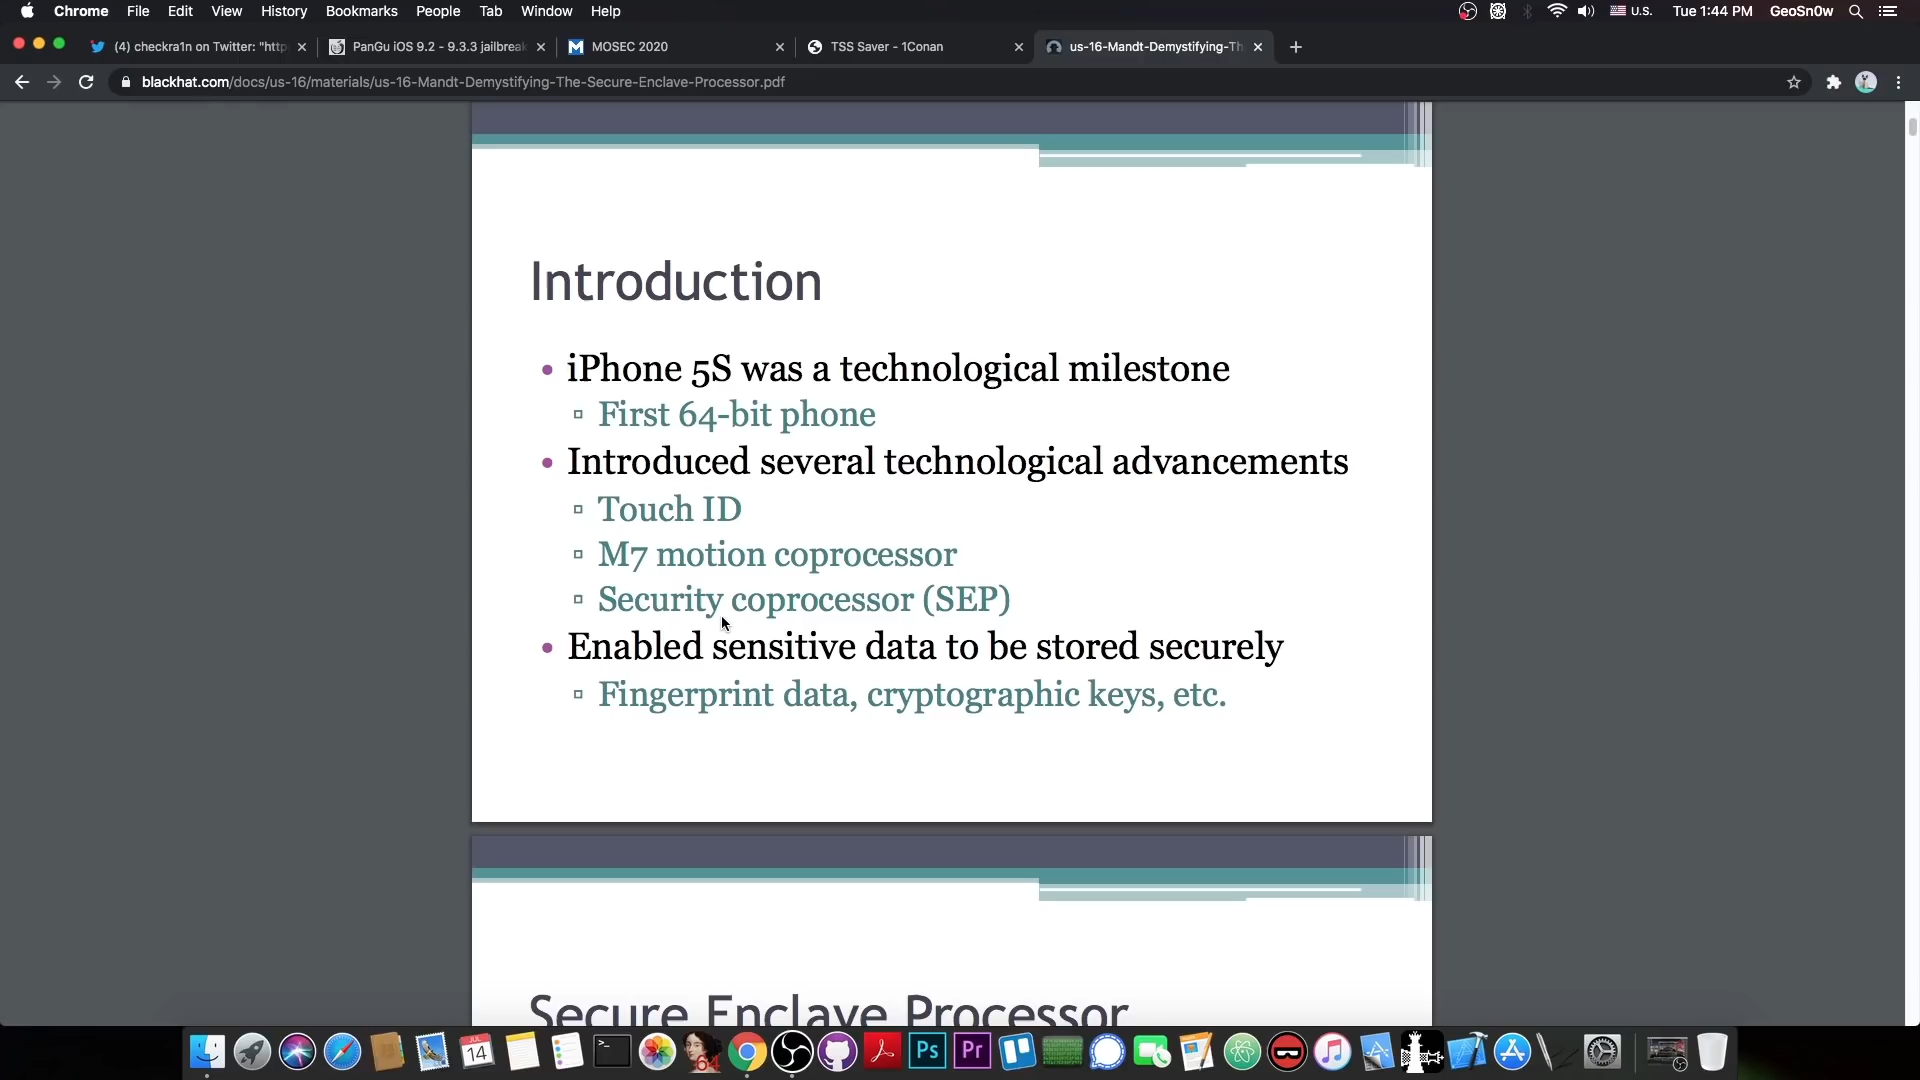 Chrome File Edit View History Bookmarks People Tab Window Help
U.S. Tue 1:44 PM GeoSn0w
(4) checkra1n on Twitter: "http
PanGu iOS 9.2 - 9.3.3 jailbreak
MOSEC 2020
TSS Saver - 1Conan
us-16-Mandt-Demystifying-Th
blackhat.com/docs/us-16/materials/us-16-Mandt-Demystifying-The-Secure-Enclave-Processor.pdf
Introduction
• iPhone 5S was a technological milestone
▫ First 64-bit phone
• Introduced several technological advancements
▫ Touch ID
▫ M7 motion coprocessor
▫ Security coprocessor (SEP)
• Enabled sensitive data to be stored securely
▫ Fingerprint data, cryptographic keys, etc.
Secure Enclave Processor
JUL
14
64
Ps
Pr